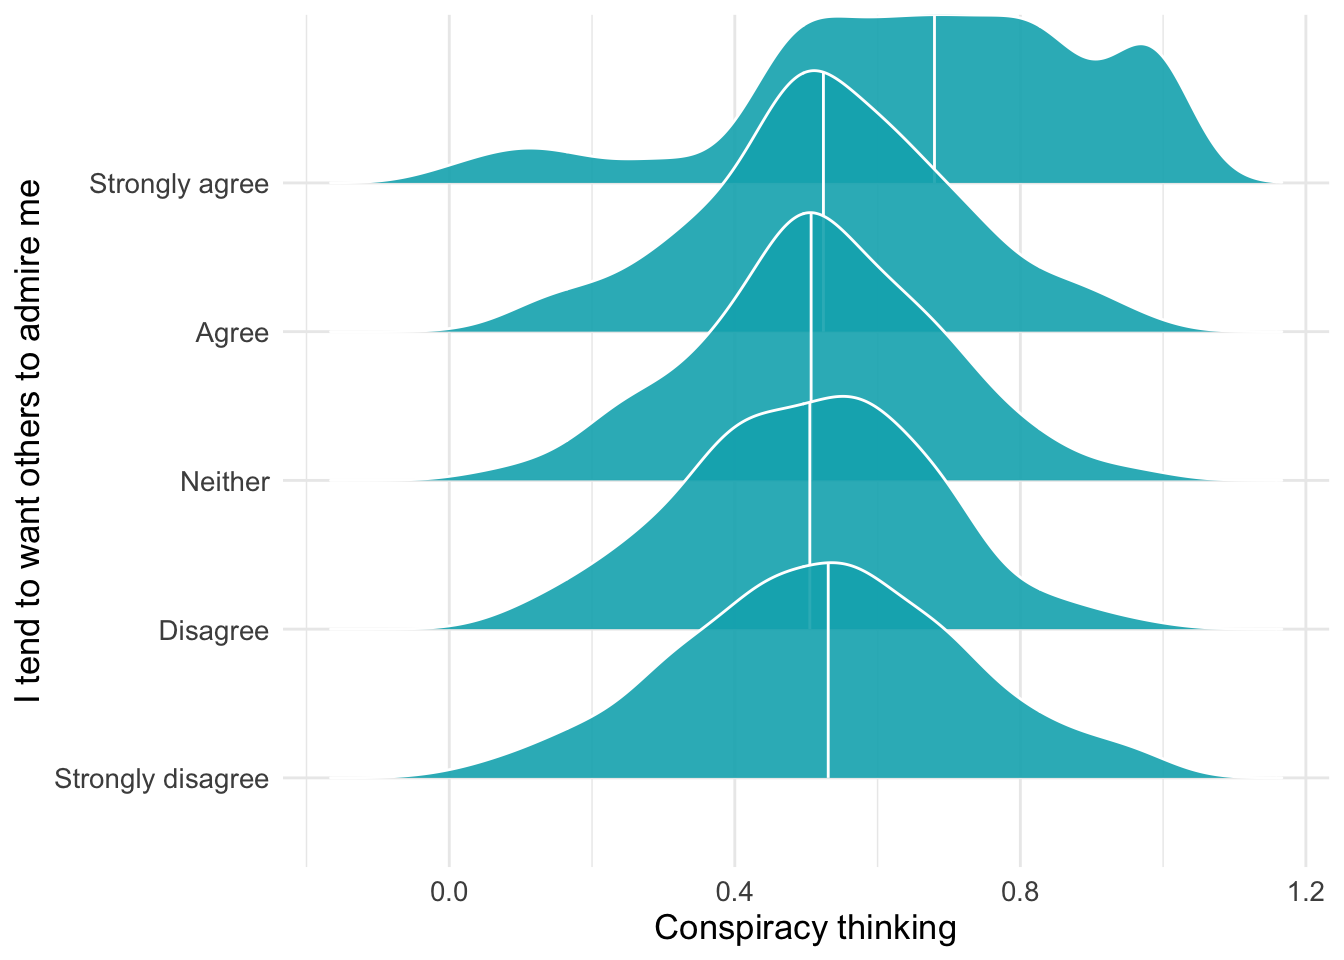 I tend to want others to admire me
Strongly agree
Agree
Neither
Disagree
Strongly disagree
0.0 0.4 0.8 1.2
Conspiracy thinking